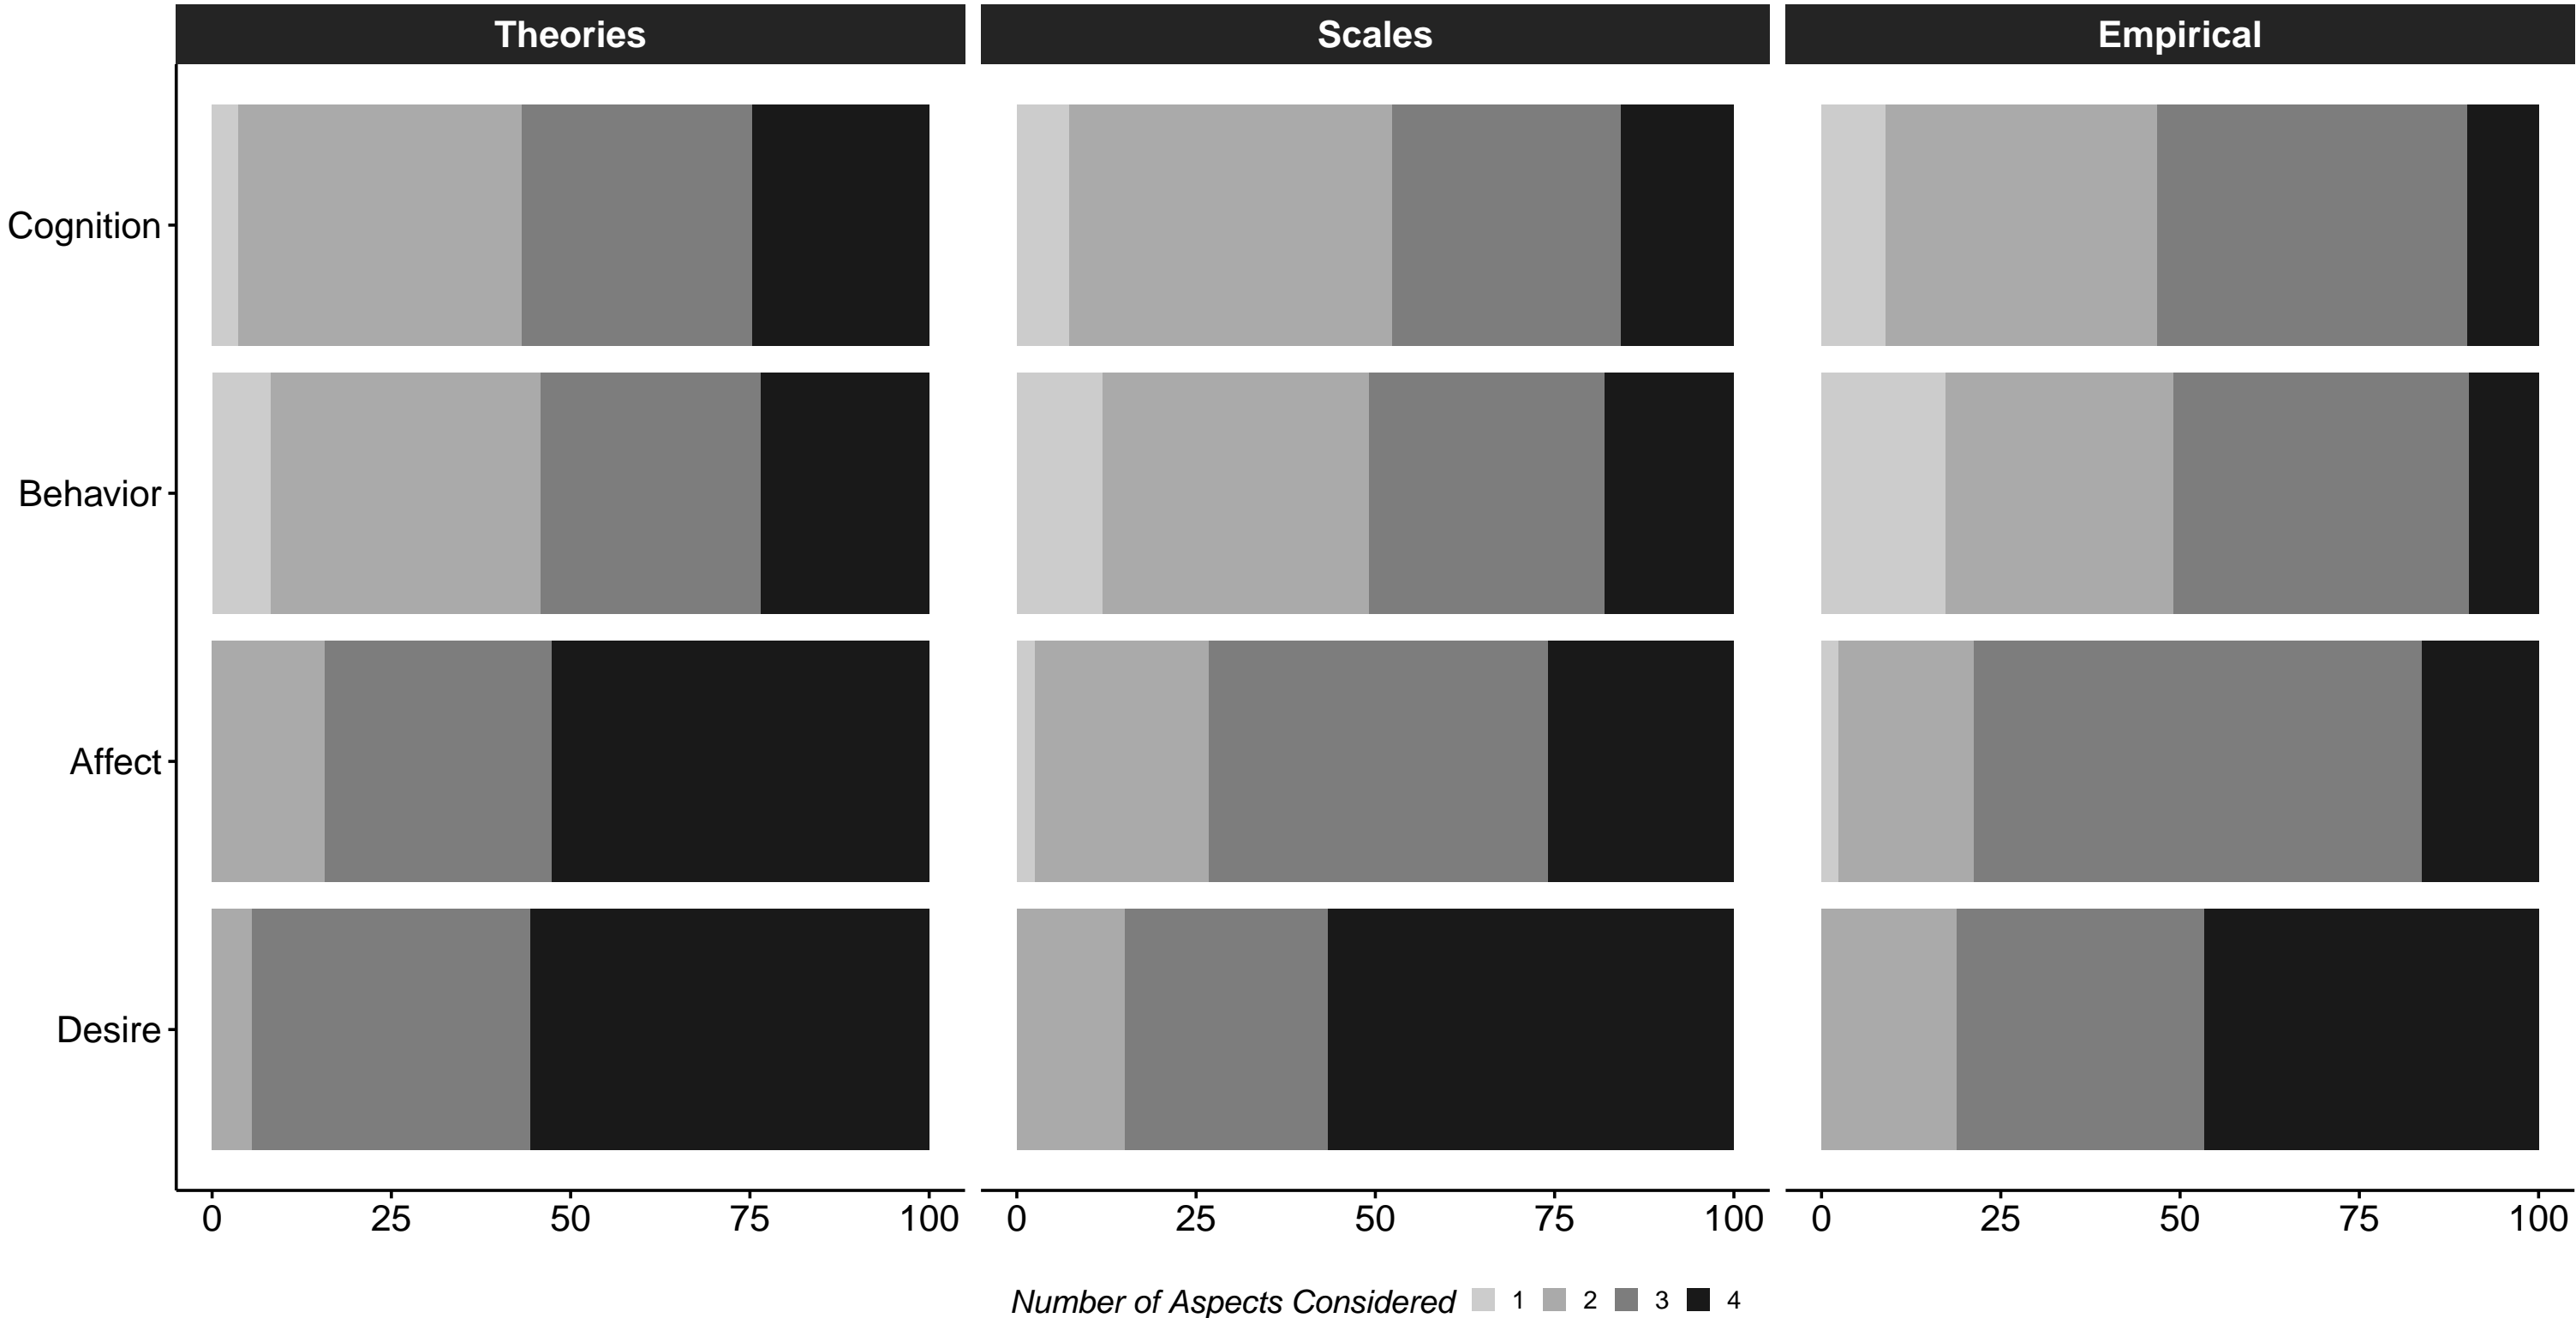 Theories Scales Empirical
Cognition
Behavior
Affect
Desire
0 25 50 75 100 0 25 50 75 100 0 25 50 75 100
Number of Aspects Considered 1 2 3 4